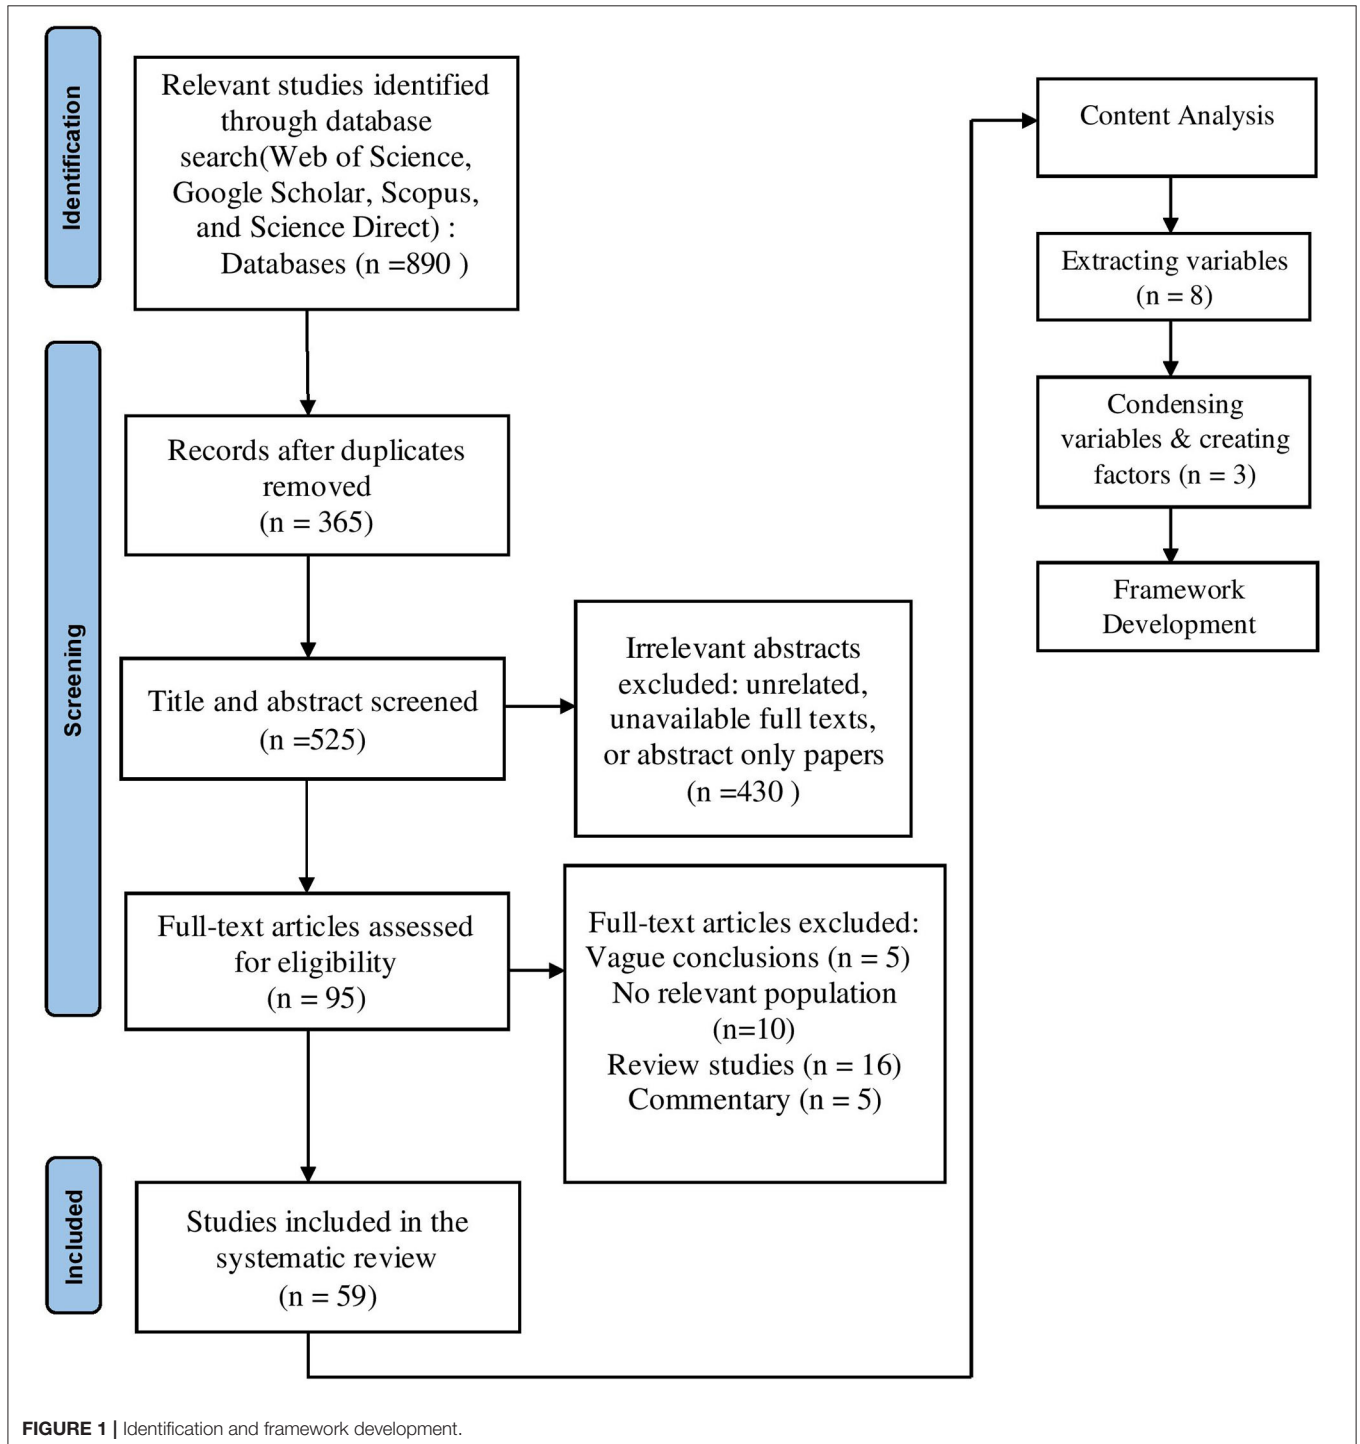 Identification
Relevant studies identified
through database
search(Web of Science,
Google Scholar, Scopus,
and Science Direct) :
Databases (n =890 )
Screening
Records after duplicates
removed
(n = 365)
Title and abstract screened
(n =525)
Irrelevant abstracts
excluded: unrelated,
unavailable full texts,
or abstract only papers
(n =430 )
Full-text articles assessed
for eligibility
(n = 95)
Full-text articles excluded:
Vague conclusions (n = 5)
No relevant population
(n=10)
Review studies (n = 16)
Commentary (n = 5)
Included
Studies included in the
systematic review
(n = 59)
Content Analysis
Extracting variables
(n = 8)
Condensing
variables & creating
factors (n = 3)
Framework
Development
FIGURE 1 | Identification and framework development.